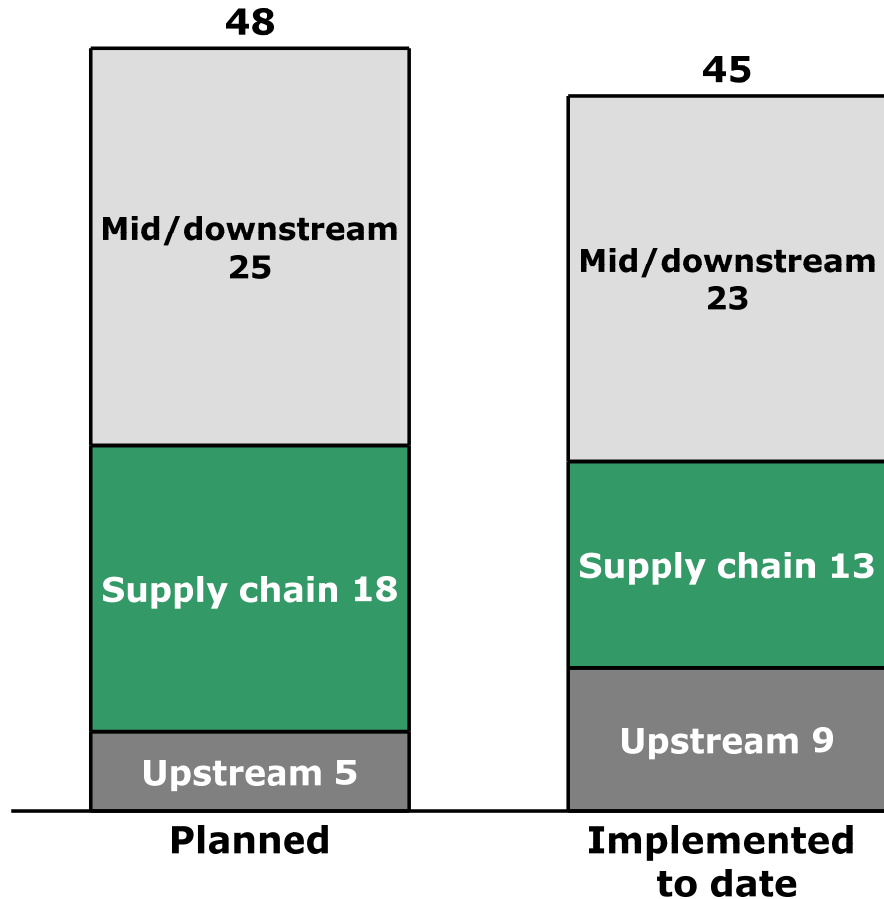 48
Mid/downstream
25
Supply chain 18
Upstream 5
Planned
45
Mid/downstream
23
Supply chain 13
Upstream 9
Implemented
to date